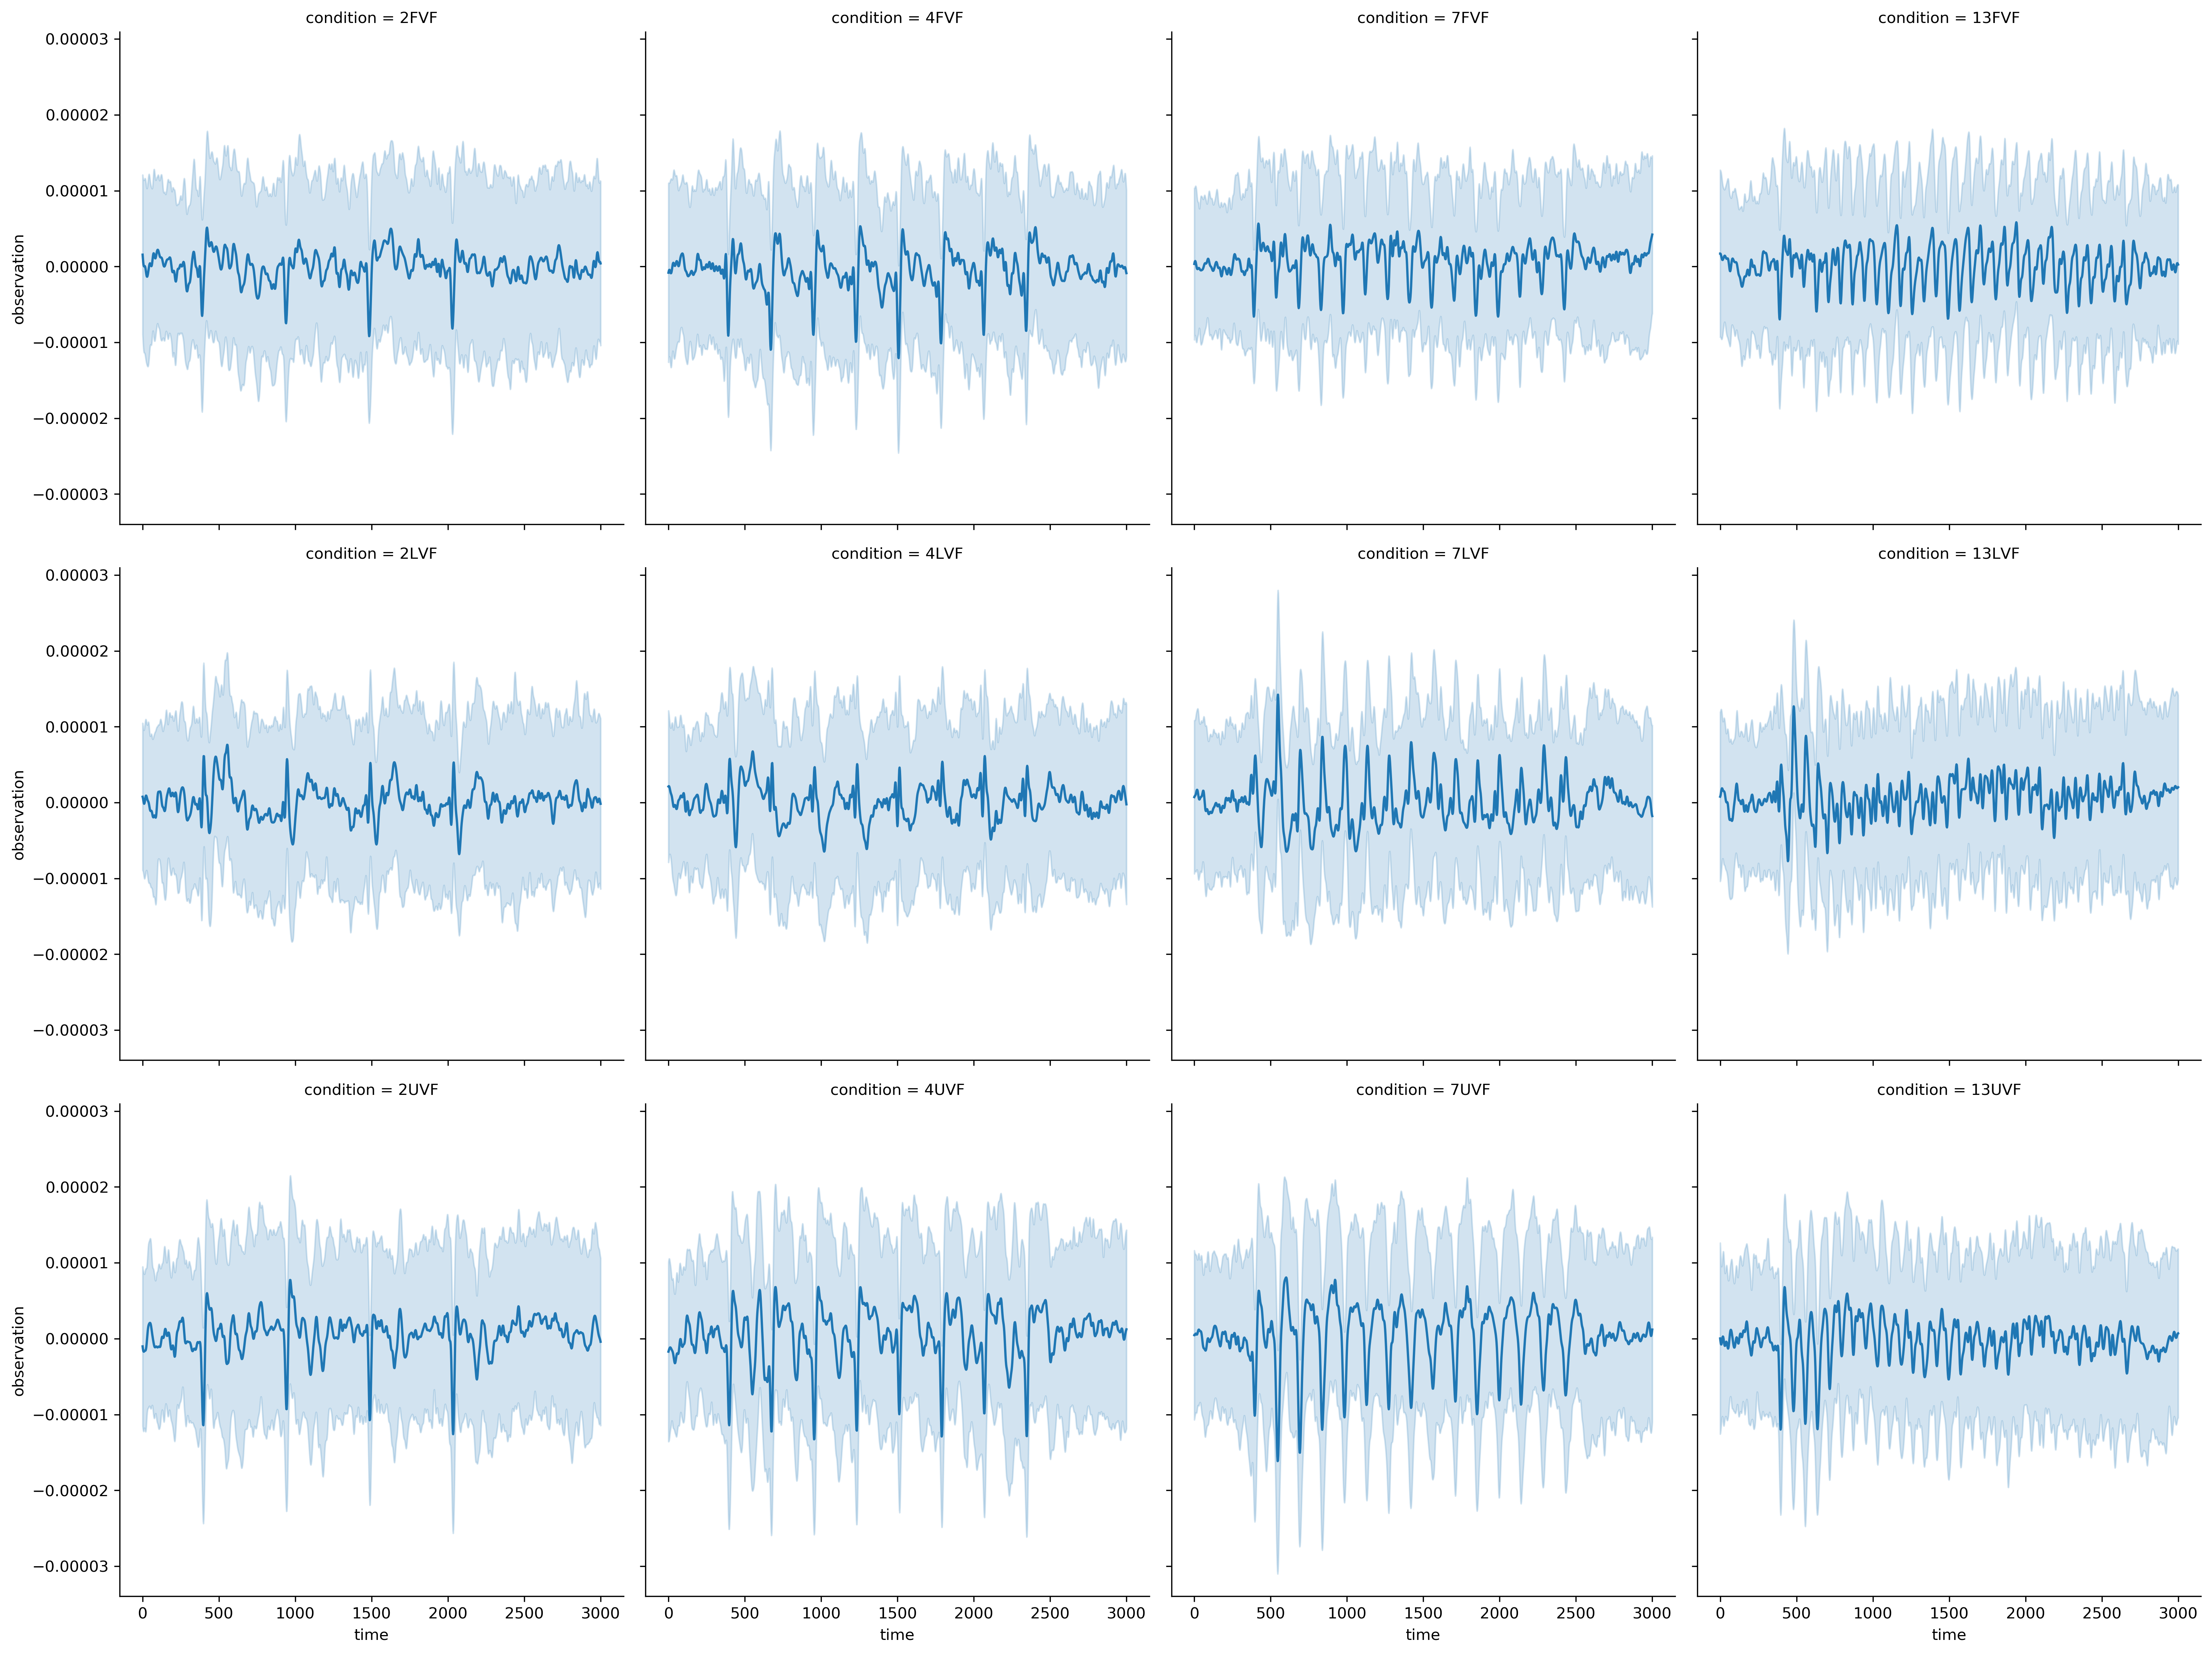 condition = 2FVF condition = 4FVF condition = 7FVF condition = 13FVF
0.00003
0.00002
0.00001
0.00000
−0.00001
−0.00002
−0.00003
observation
condition = 2LVF condition = 4LVF condition = 7LVF condition = 13LVF
0.00003
0.00002
0.00001
0.00000
−0.00001
−0.00002
−0.00003
observation
condition = 2UVF condition = 4UVF condition = 7UVF condition = 13UVF
0.00003
0.00002
0.00001
0.00000
−0.00001
−0.00002
−0.00003
observation
0 500 1000 1500 2000 2500 3000 0 500 1000 1500 2000 2500 3000 0 500 1000 1500 2000 2500 3000 0 500 1000 1500 2000 2500 3000
time time time time